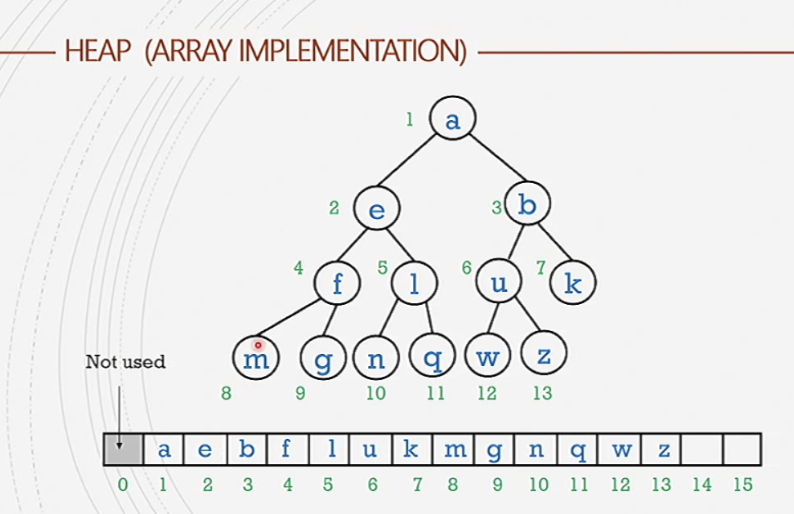 HEAP (ARRAY IMPLEMENTATION)
1 a
2 e 3 b
4 f 5 l 6 u 7 k
m g n q w z
8 9 10 11 12 13
Not used
a e b f l u k m g n q w z
0 1 2 3 4 5 6 7 8 9 10 11 12 13 14 15